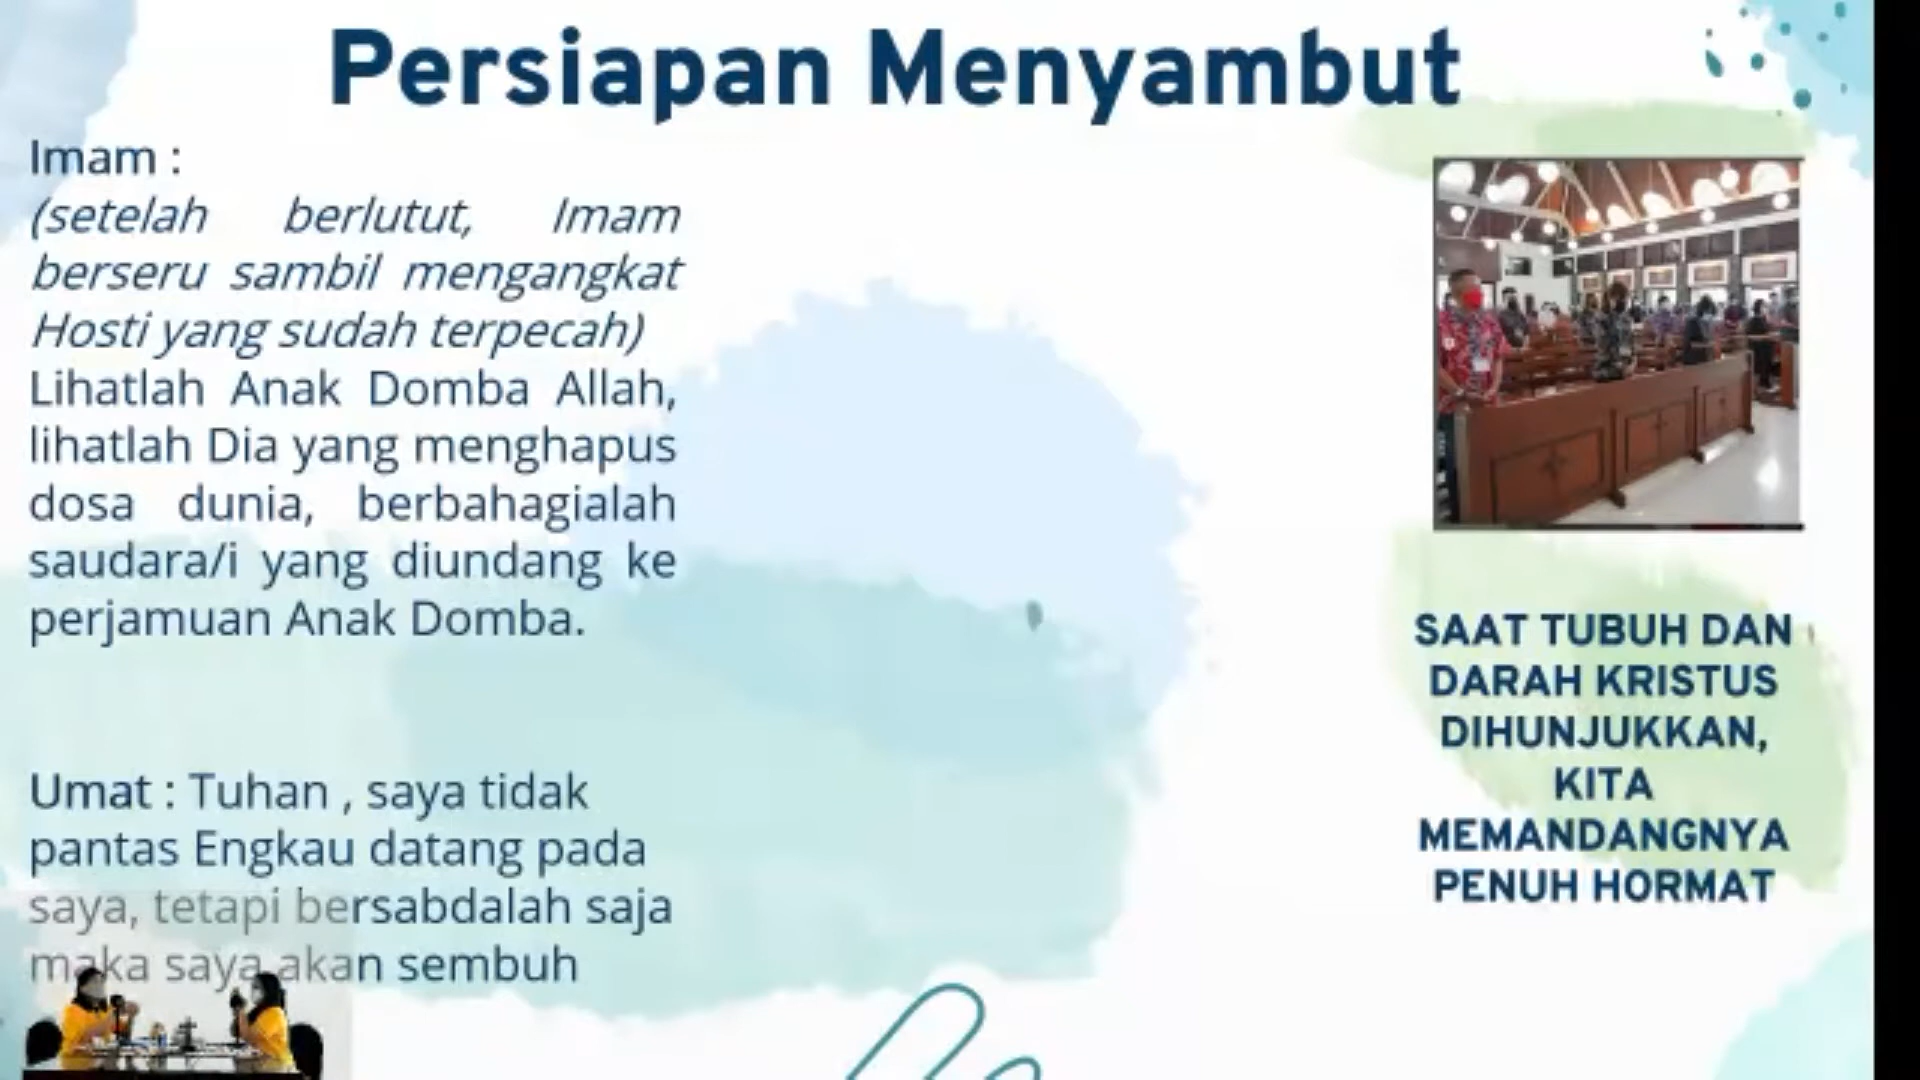 Persiapan Menyambut
Imam :
(setelah berlutut, Imam
berseru sambil mengangkat
Hosti yang sudah terpecah)
Lihatlah Anak Domba Allah,
lihatlah Dia yang menghapus
dosa dunia, berbahagialah
saudara/i yang diundang ke
perjamuan Anak Domba.
Umat : Tuhan , saya tidak
pantas Engkau datang pada
saya, tetapi bersabdalah saja
maka saya akan sembuh
SAAT TUBUH DAN
DARAH KRISTUS
DIHUNJUKKAN,
KITA
MEMANDANGNYA
PENUH HORMAT